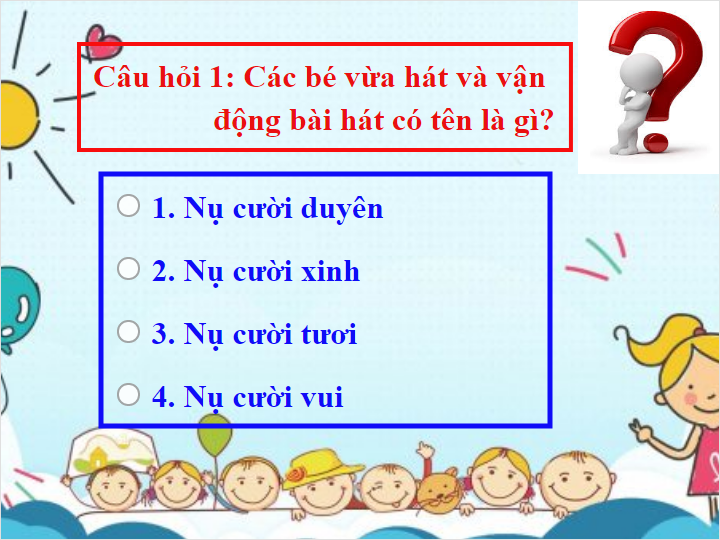 Câu hỏi 1: Các bé vừa hát và vận
động bài hát có tên là gì?
1. Nụ cười duyên
2. Nụ cười xinh
3. Nụ cười tươi
4. Nụ cười vui